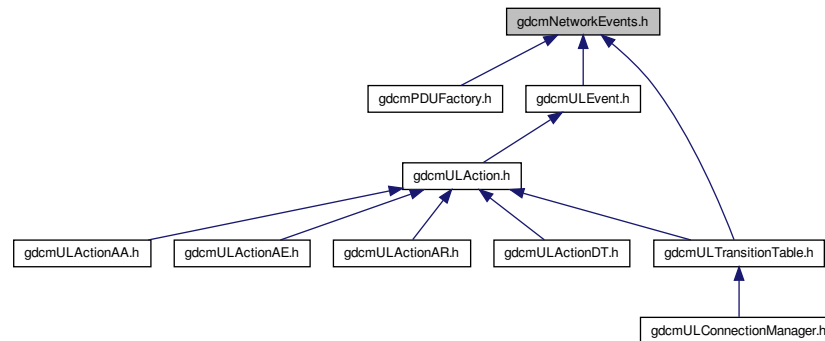 gdcmNetworkEvents.h
gdcmPDUFactory.h
gdcmULEvent.h
gdcmULAction.h
gdcmULActionAA.h
gdcmULActionAE.h
gdcmULActionAR.h
gdcmULActionDT.h
gdcmULTransitionTable.h
gdcmULConnectionManager.h